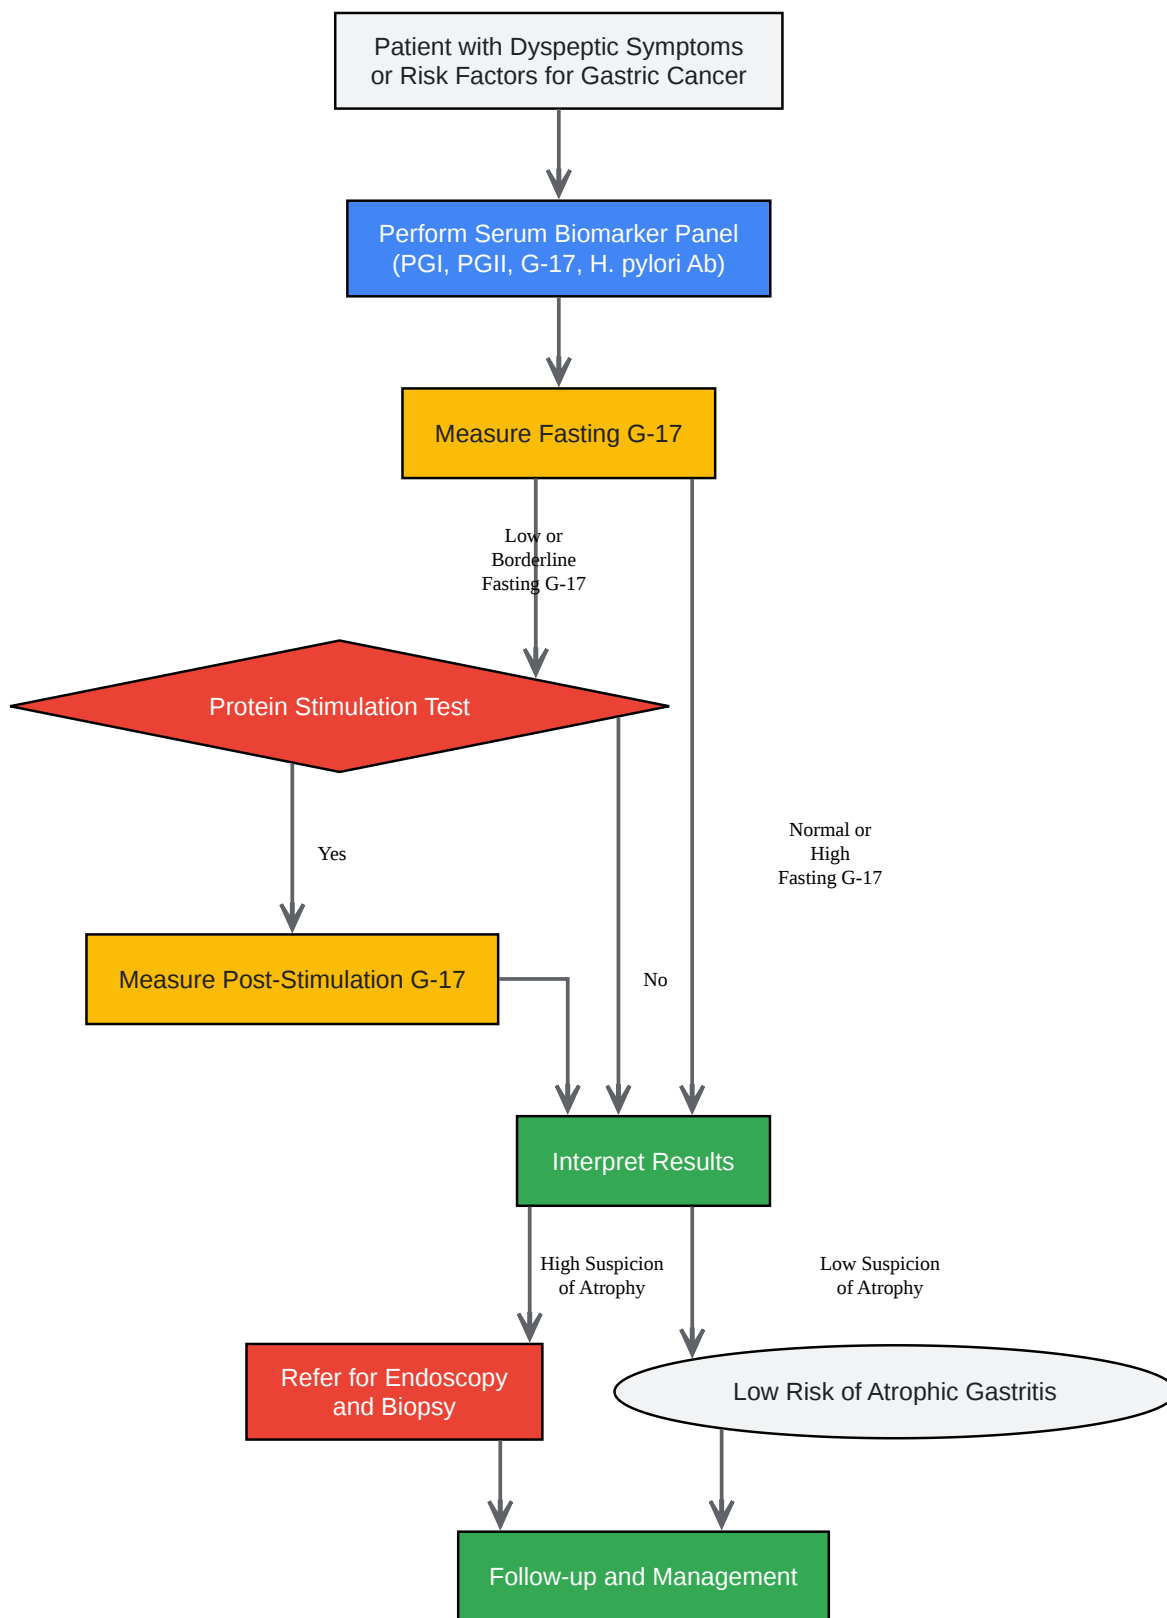 Patient with Dyspeptic Symptoms
or Risk Factors for Gastric Cancer
Perform Serum Biomarker Panel
(PGI, PGII, G-17, H. pylori Ab)
Measure Fasting G-17
Low or
Borderline
Fasting G-17
Protein Stimulation Test
Normal or
High
Fasting G-17
Yes
Measure Post-Stimulation G-17
No
Interpret Results
High Suspicion
of Atrophy
Low Suspicion
of Atrophy
Refer for Endoscopy
and Biopsy
Low Risk of Atrophic Gastritis
Follow-up and Management